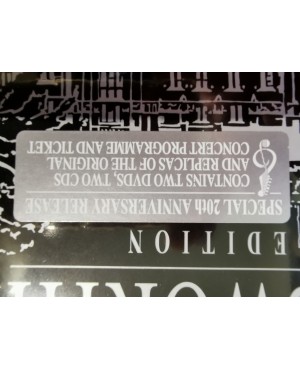 WORTH
EDITION
SPECIAL 20th ANNIVERSARY RELEASE
CONTAINS TWO DVDS, TWO CDS
AND REPLICAS OF THE ORIGINAL
CONCERT PROGRAMME AND TICKET